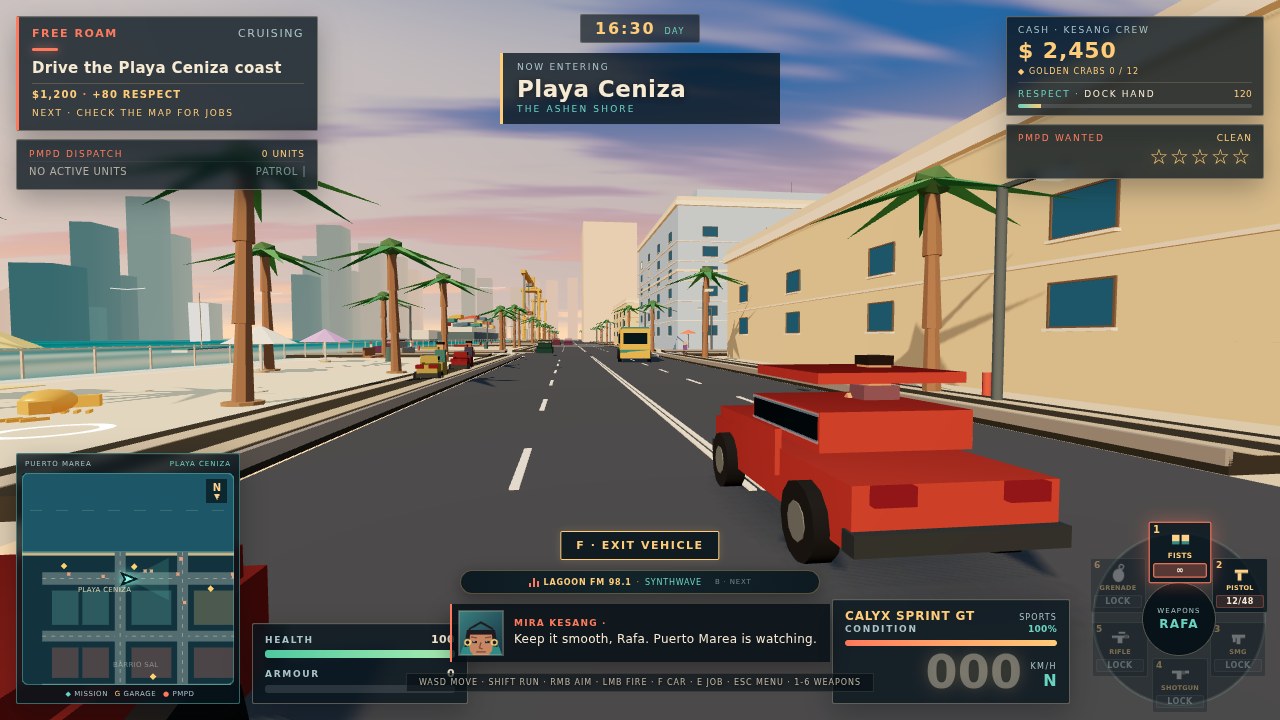 FREE ROAM CRUISING
Drive the Playa Ceniza coast
$1,200 · +80 RESPECT
NEXT · CHECK THE MAP FOR JOBS
PMPD DISPATCH 0 UNITS
NO ACTIVE UNITS PATROL |
16:30 DAY
NOW ENTERING
Playa Ceniza
THE ASHEN SHORE
CASH · KESANG CREW
$ 2,450
◆ GOLDEN CRABS 0 / 12
RESPECT · DOCK HAND 120
PMPD WANTED CLEAN
☆☆☆☆☆
PUERTO MAREA PLAYA CENIZA
N
PLAYA CENIZA
BARRIO SAL
◆ MISSION G GARAGE ● PMPD
HEALTH 100
ARMOUR 0
F · EXIT VEHICLE
LAGOON FM 98.1 · SYNTHWAVE B · NEXT
MIRA KESANG ·
Keep it smooth, Rafa. Puerto Marea is watching.
WASD MOVE · SHIFT RUN · RMB AIM · LMB FIRE · F CAR · E JOB · ESC MENU · 1-6 WEAPONS
CALYX SPRINT GT SPORTS
CONDITION 100%
000 KM/H
N
1
FISTS
∞
2
PISTOL
12/48
3
SMG
LOCK
4
SHOTGUN
LOCK
5
RIFLE
LOCK
6
GRENADE
LOCK
WEAPONS
RAFA